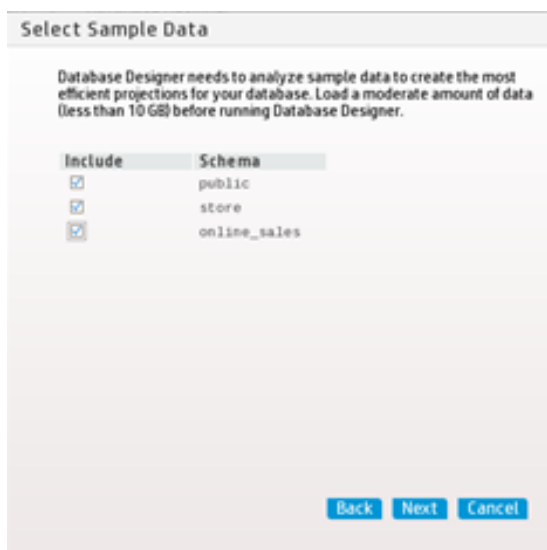 Select Sample Data
Database Designer needs to analyze sample data to create the most
efficient projections for your database. Load a moderate amount of data
(less than 10 GB) before running Database Designer.
Include Schema
public
store
online_sales
Back Next Cancel